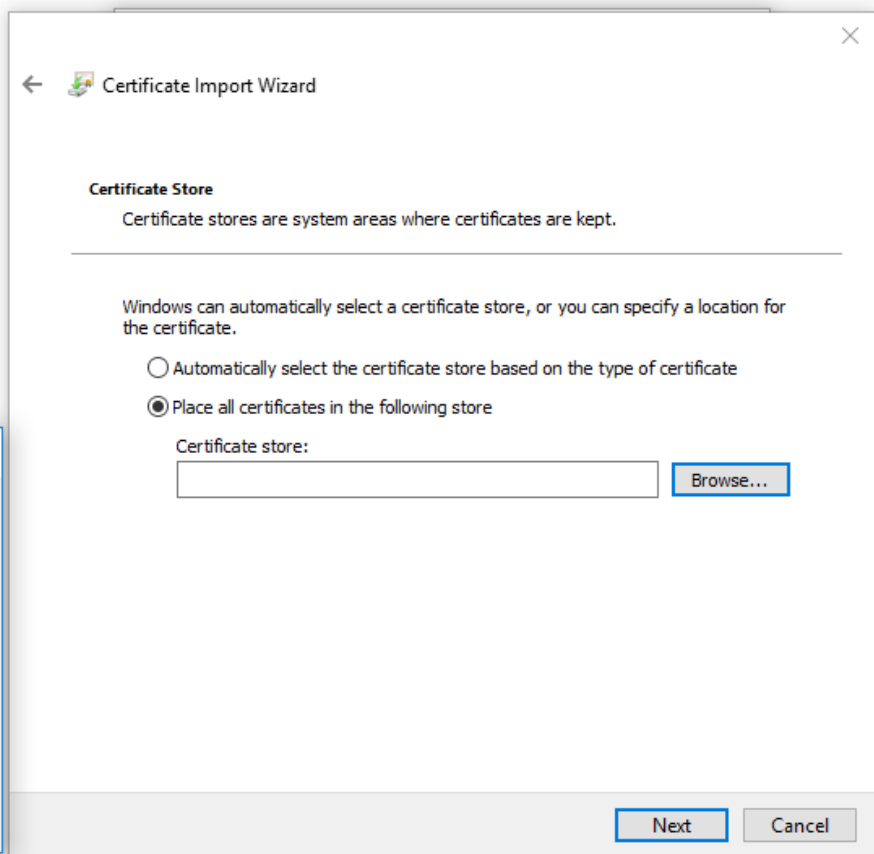 Certificate Import Wizard
Certificate Store
Certificate stores are system areas where certificates are kept.
Windows can automatically select a certificate store, or you can specify a location for
the certificate.
Automatically select the certificate store based on the type of certificate
Place all certificates in the following store
Certificate store:
Browse...
Next Cancel